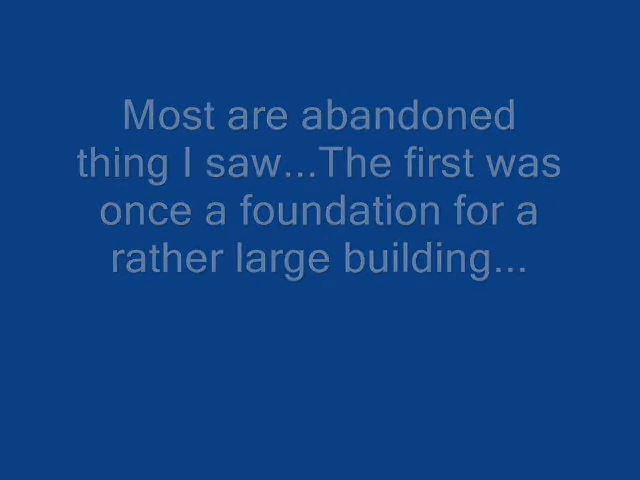 Most are abandoned
thing I saw...The first was
once a foundation for a
rather large building...